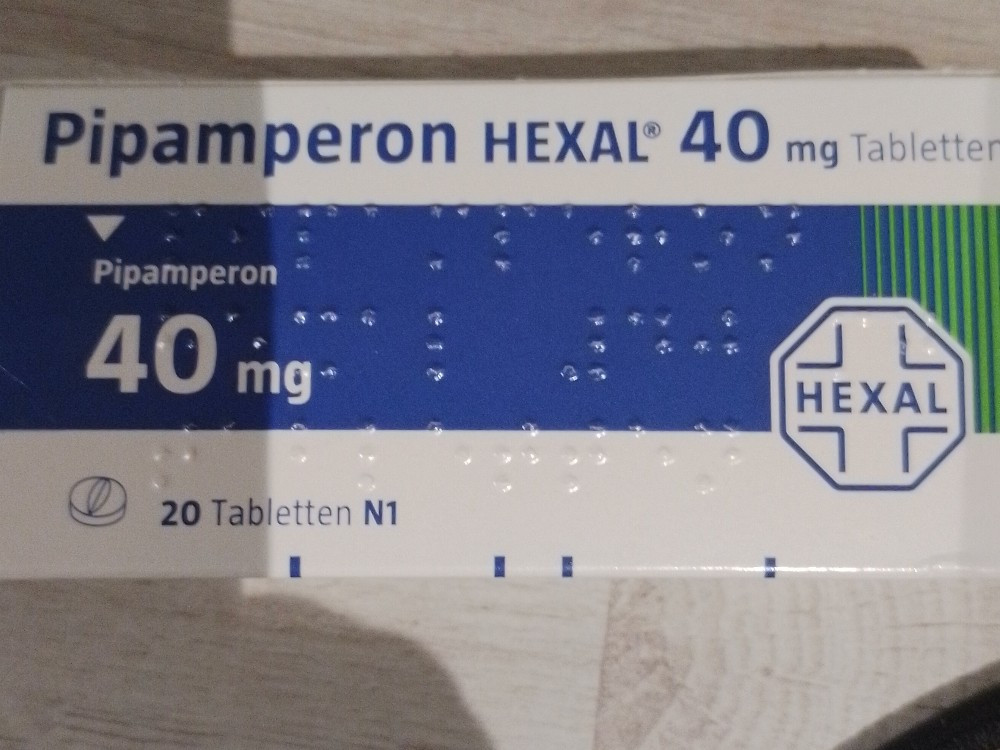 Pipamperon HEXAL® 40 mg Tabletten
Pipamperon
40 mg
HEXAL
20 Tabletten N1